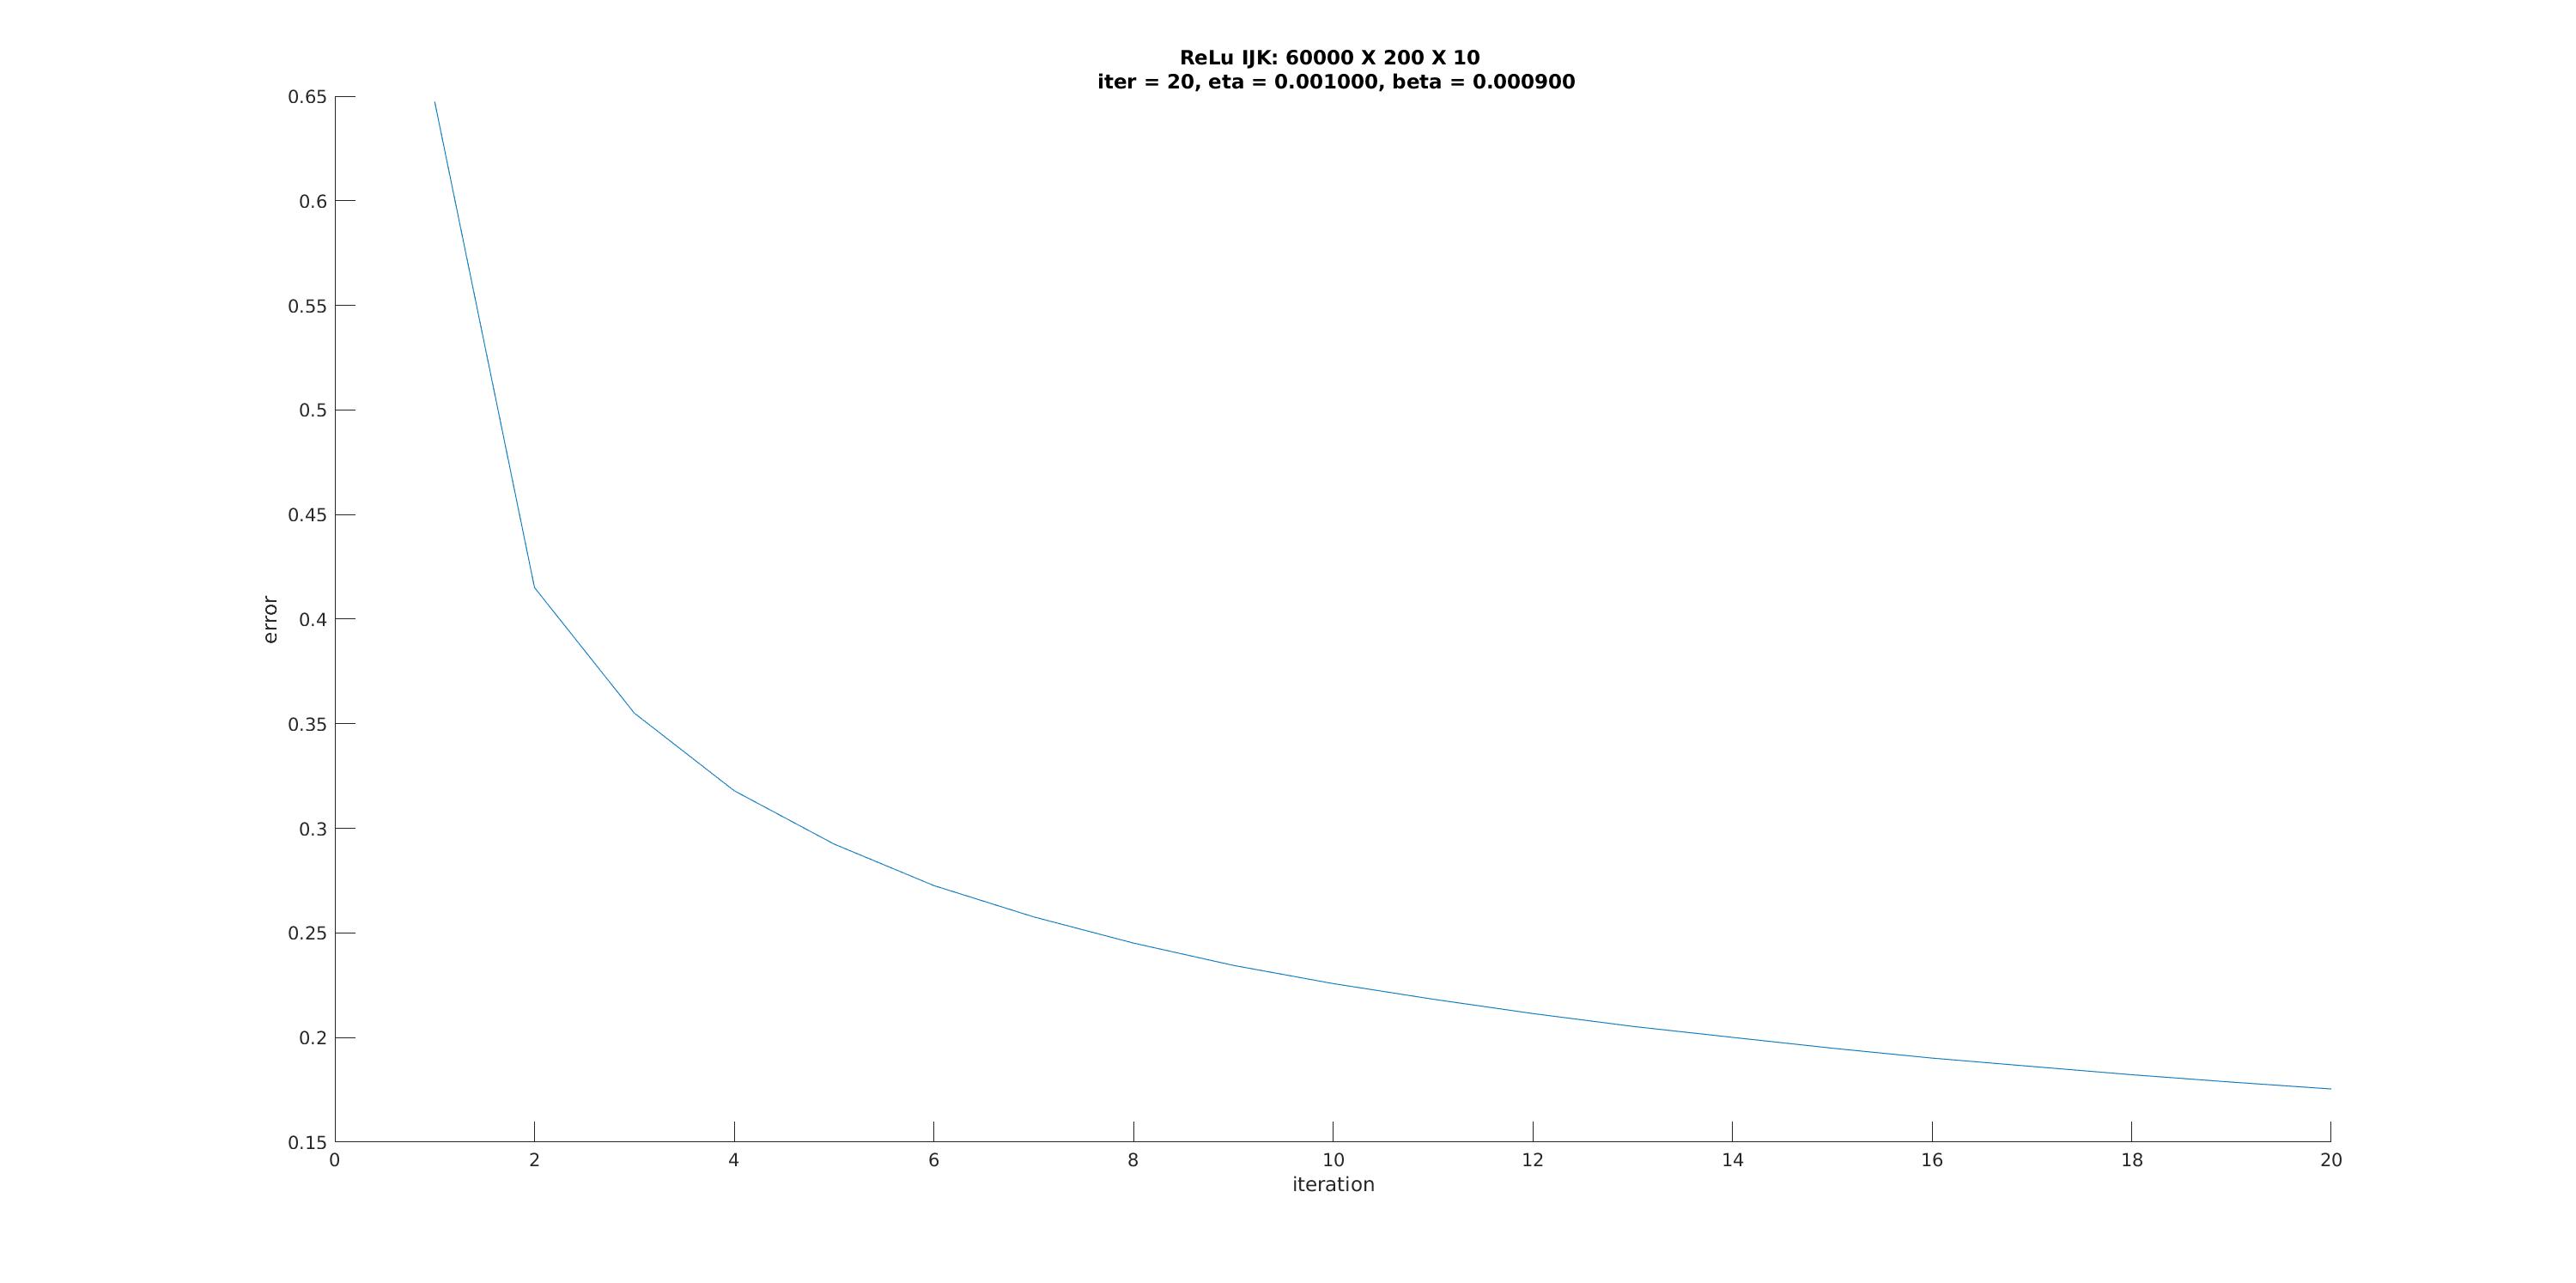 ReLu IJK: 60000 X 200 X 10
iter = 20, eta = 0.001000, beta = 0.000900
0.65
0.6
0.55
0.5
0.45
0.4
0.35
0.3
0.25
0.2
0.15
error
0 2 4 6 8 10 12 14 16 18 20
iteration